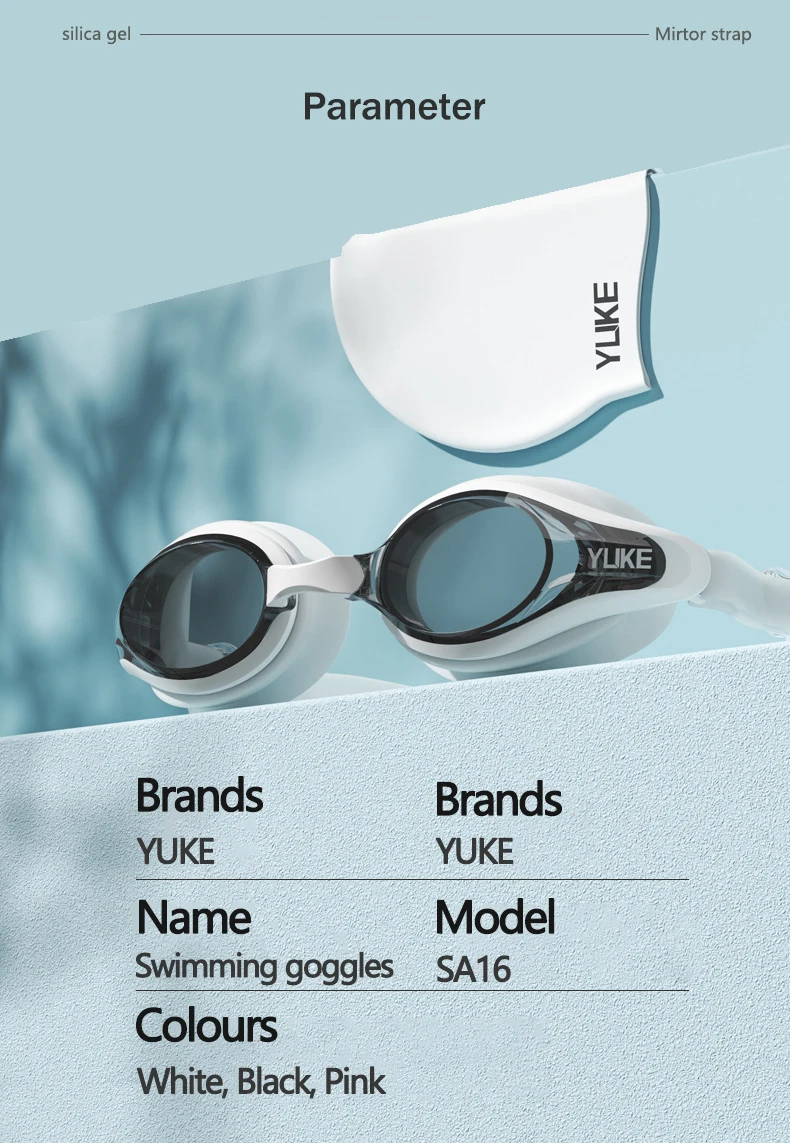 silica gel
Mirtor strap
Parameter
YUKE
YUKE
Brands
Brands
YUKE
YUKE
Name
Model
Swimming goggles
SA16
Colours
White, Black, Pink